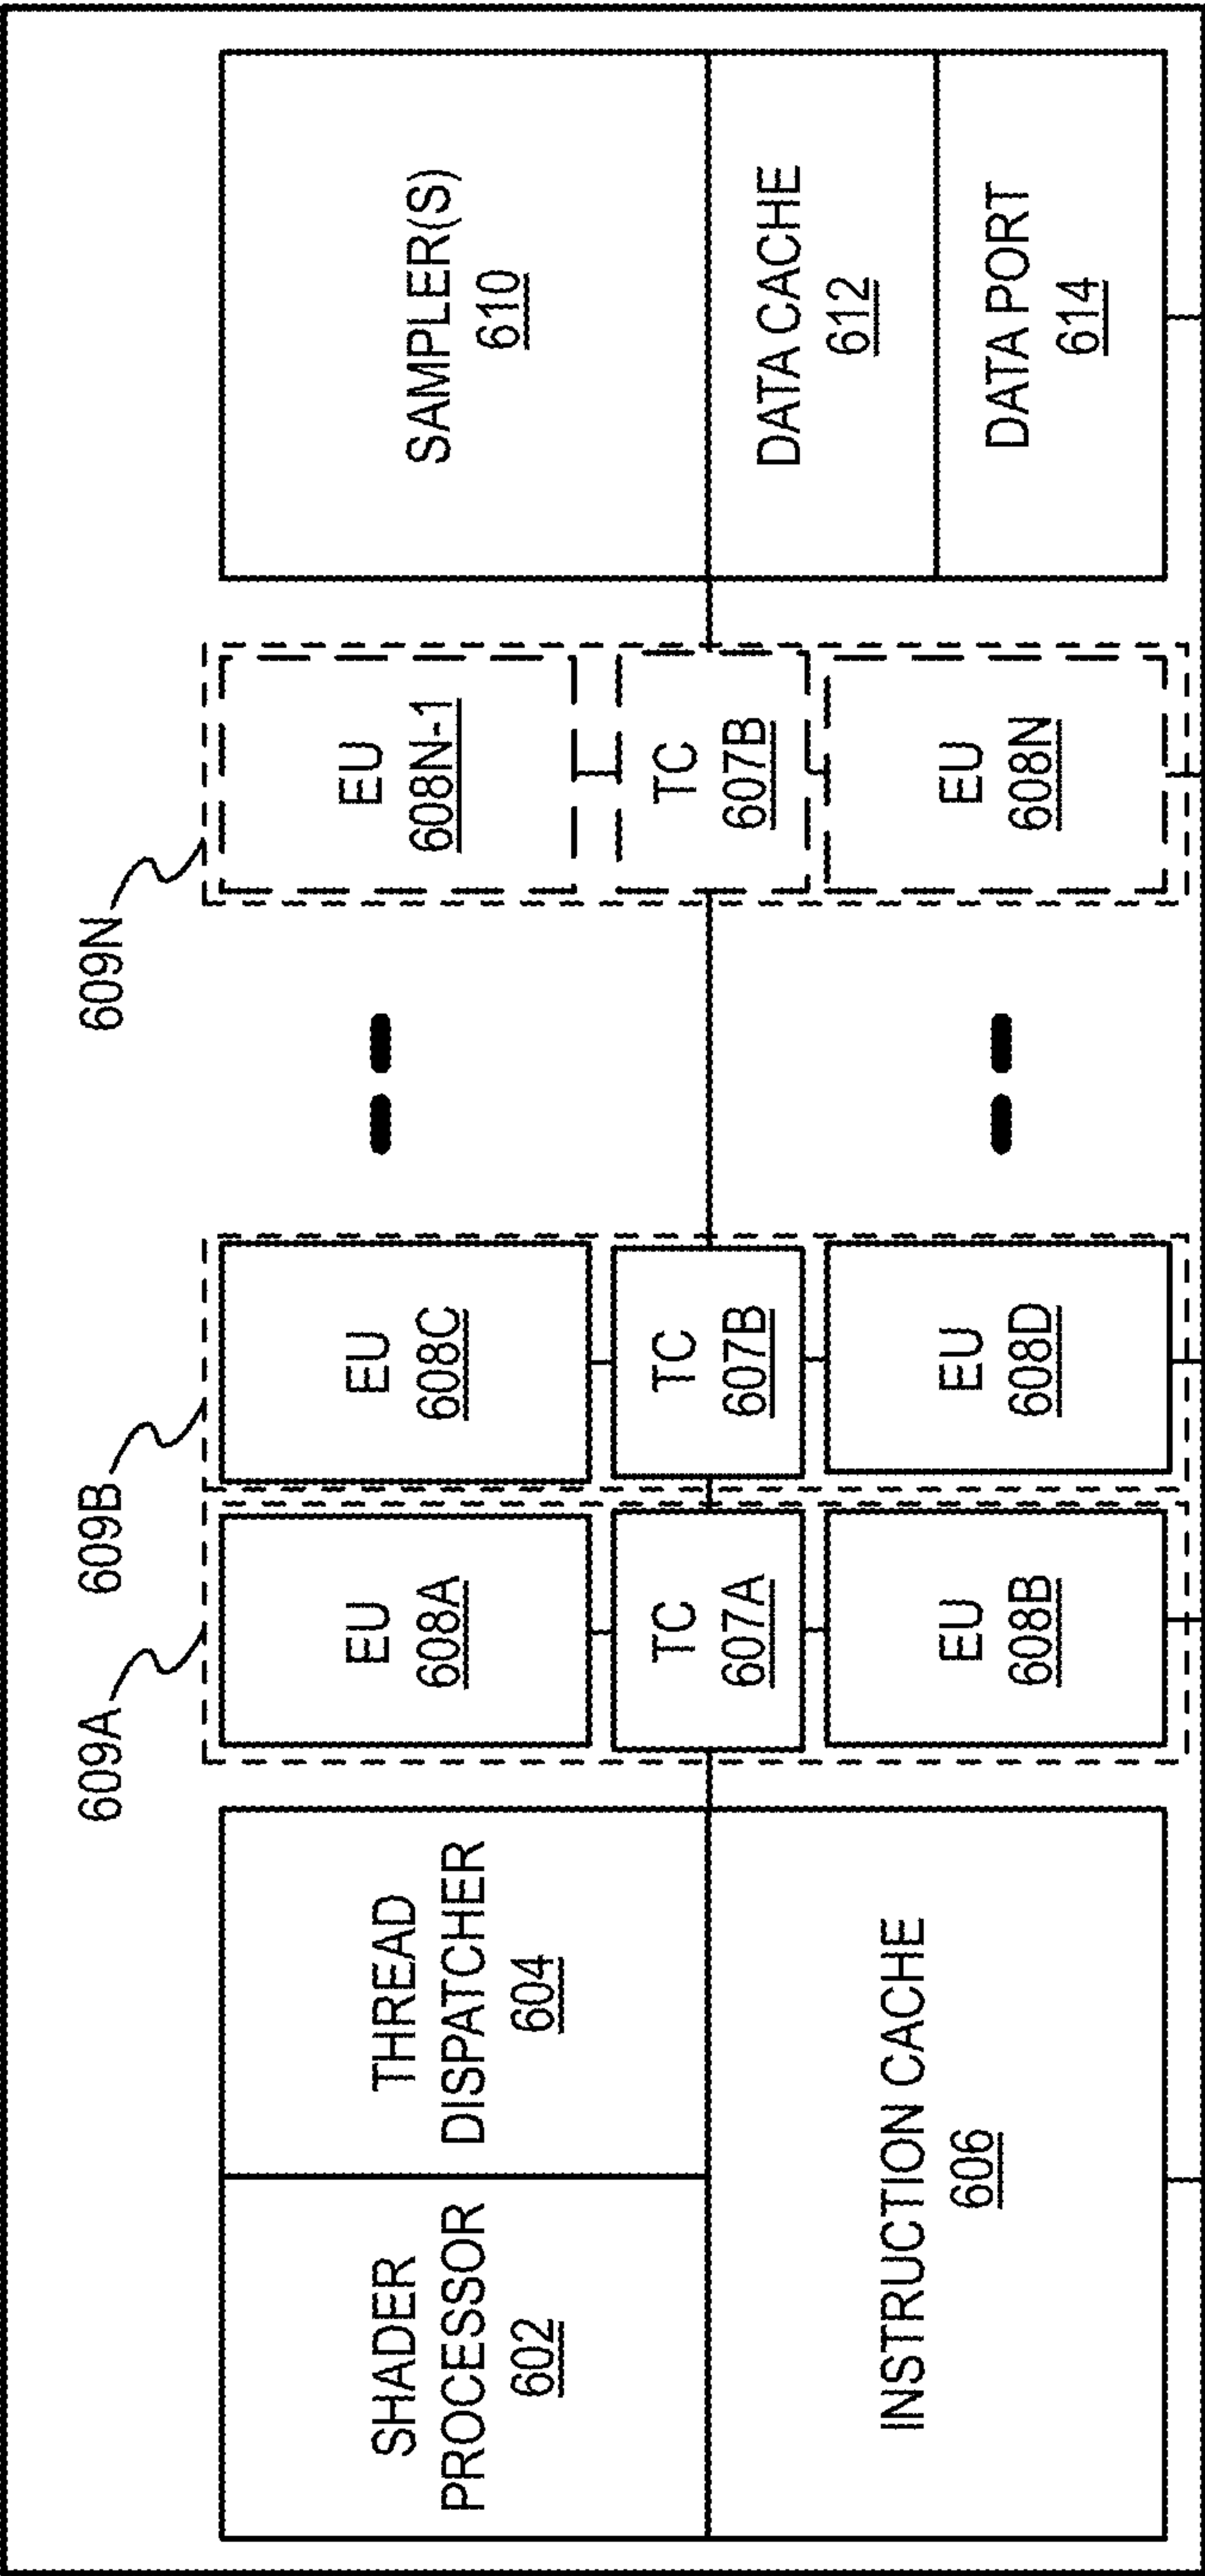 609A
609B
609N
SHADER
PROCESSOR
602
THREAD
DISPATCHER
604
INSTRUCTION CACHE
606
EU
608A
TC
607A
EU
608B
EU
608C
TC
607B
EU
608D
EU
608N-1
TC
607B
EU
608N
SAMPLER(S)
610
DATA CACHE
612
DATA PORT
614